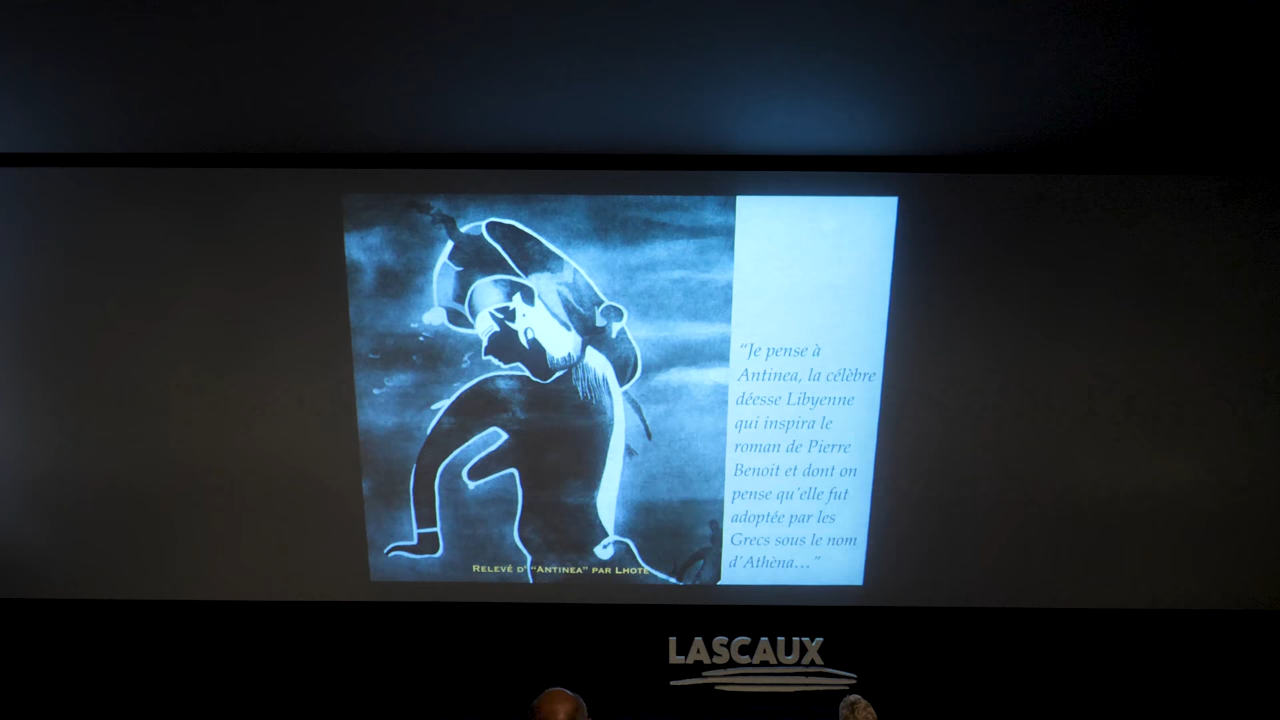 “Je pense à
Antinea, la célèbre
déesse Libyenne
qui inspira le
roman de Pierre
Benoit et dont on
pense qu’elle fut
adoptée par les
Grecs sous le nom
d’Athèna...”
Relevé d’ “Antinea” par Lhote
LASCAUX